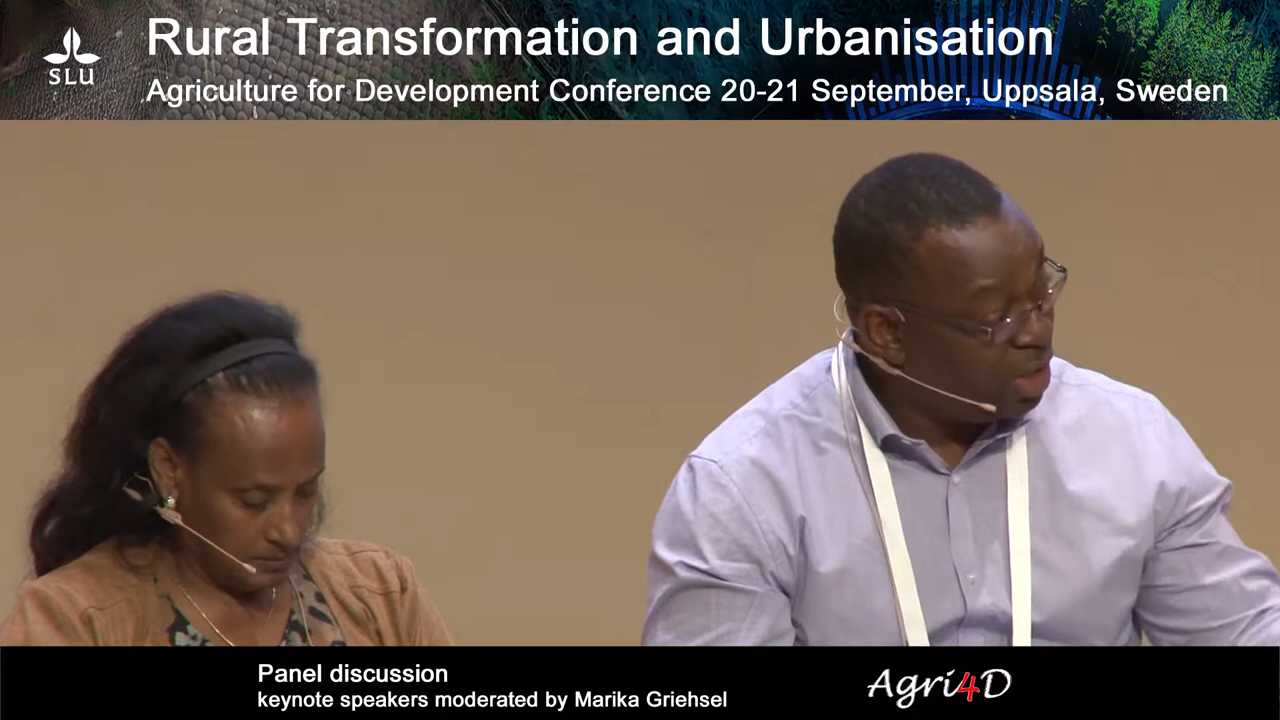 Rural Transformation and Urbanisation
SLU
Agriculture for Development Conference 20-21 September, Uppsala, Sweden
Panel discussion
keynote speakers moderated by Marika Griehsel
Agri4D